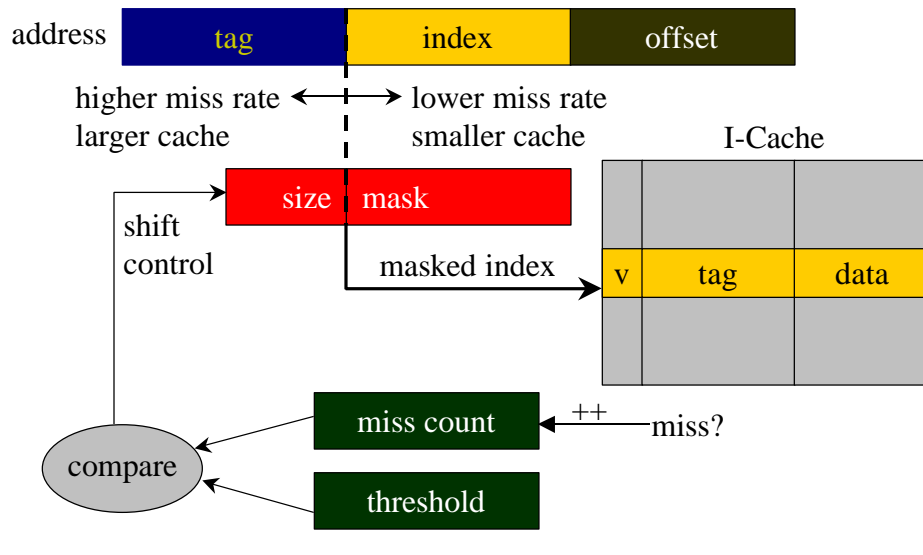 address
tag
index
offset
higher miss rate
larger cache
lower miss rate
smaller cache
I-Cache
size mask
shift
control
masked index
v
tag
data
miss count
++
miss?
compare
threshold